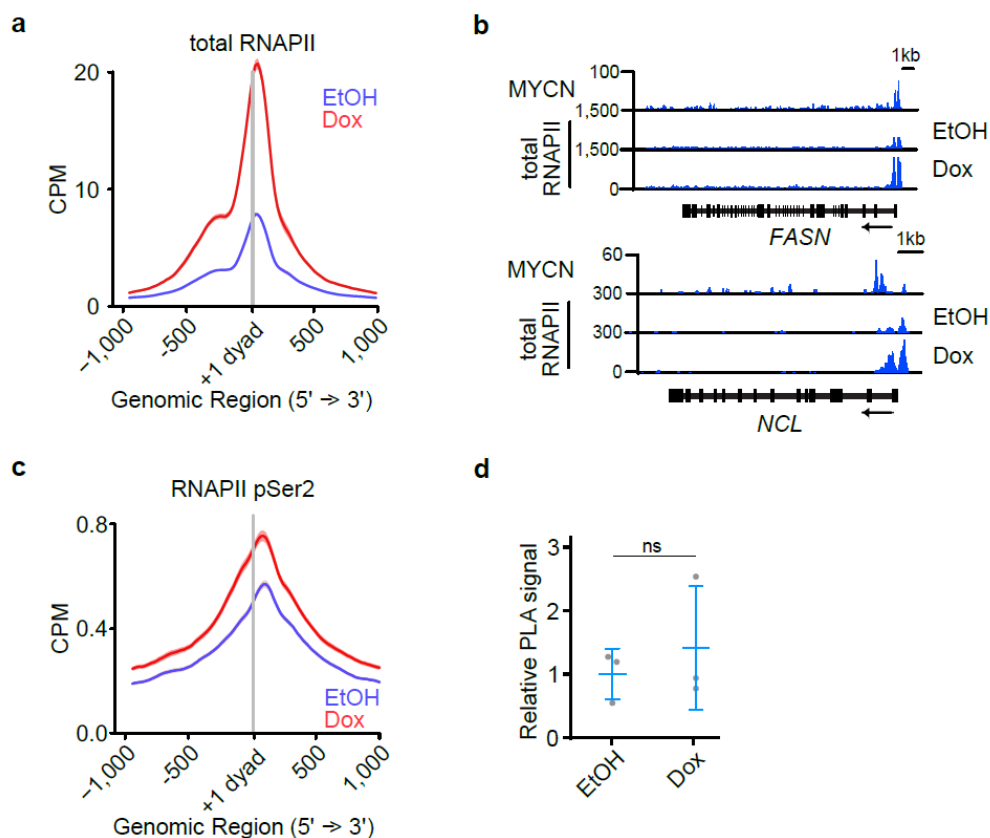 a
total RNAPII
20
10
0
CPM
EtOH
Dox
−1,000
-500
+1 dyad
500
1,000
Genomic Region (5' → 3')
b
1kb
100
MYCN
1,500
EtOH
total
RNAPII
1,500
Dox
0
FASN
1kb
60
MYCN
300
EtOH
total
RNAPII
300
Dox
0
NCL
c
RNAPII pSer2
0.8
0.4
0.0
CPM
EtOH
Dox
−1,000
-500
+1 dyad
500
1,000
Genomic Region (5' → 3')
d
ns
3
2
1
0
Relative PLA signal
EtOH
Dox